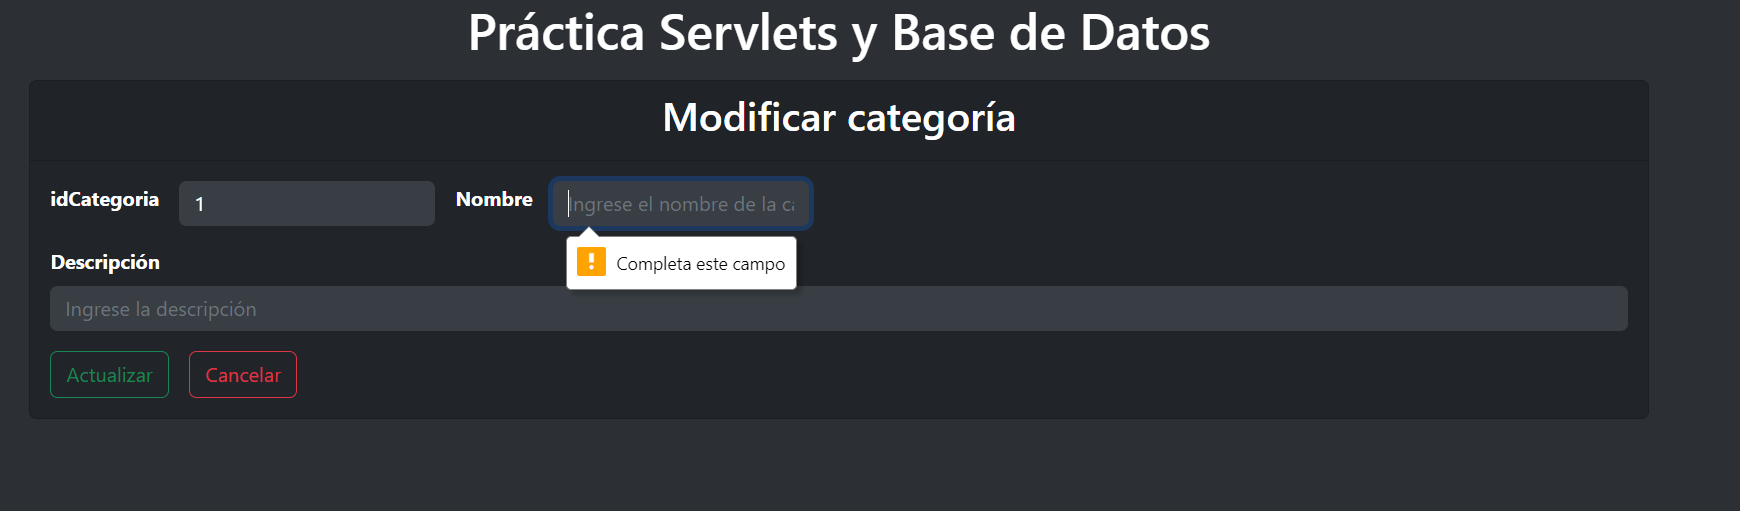 Práctica Servlets y Base de Datos
Modificar categoría
idCategoria 1 Nombre Ingrese el nombre de la ca
Completa este campo
Descripción
Ingrese la descripción
Actualizar Cancelar